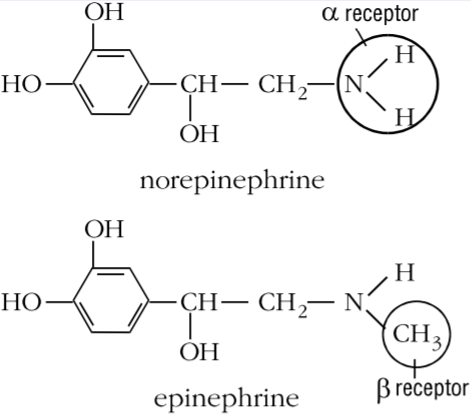 OH
α receptor
HO
CH
CH2
N
H
H
OH
norepinephrine
OH
HO
CH
CH2
N
H
CH3
OH
epinephrine
β receptor